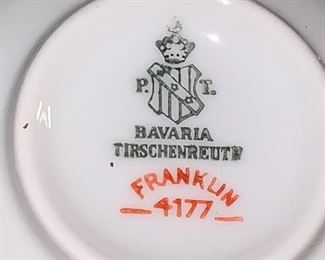 P. T.
BAVARIA
TIRSCHENREUTH
FRANKLIN
4177